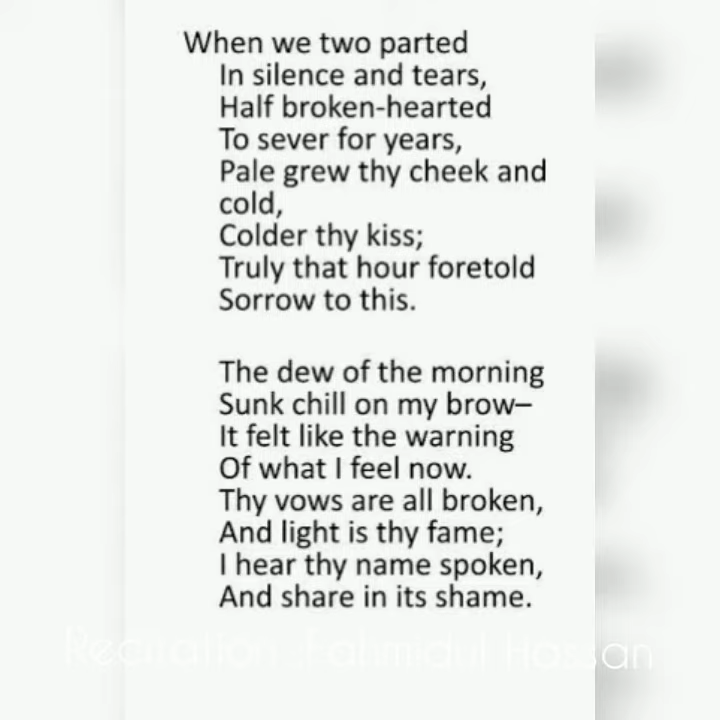 When we two parted
In silence and tears,
Half broken-hearted
To sever for years,
Pale grew thy cheek and
cold,
Colder thy kiss;
Truly that hour foretold
Sorrow to this.
The dew of the morning
Sunk chill on my brow–
It felt like the warning
Of what I feel now.
Thy vows are all broken,
And light is thy fame;
I hear thy name spoken,
And share in its shame.
Recitation :Fahmidul Hassan